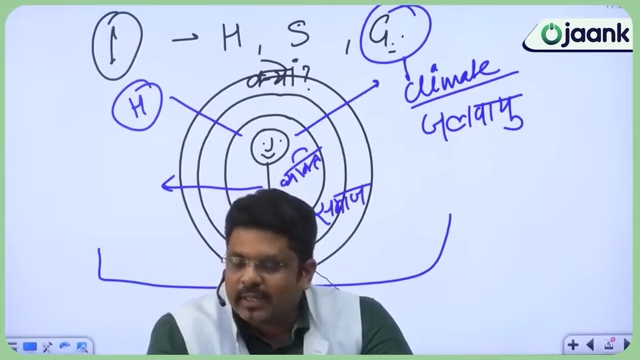 Ojaank
I → H, S, G
क्यों?
climate
जलवायु
H
व्यक्ति
समाज